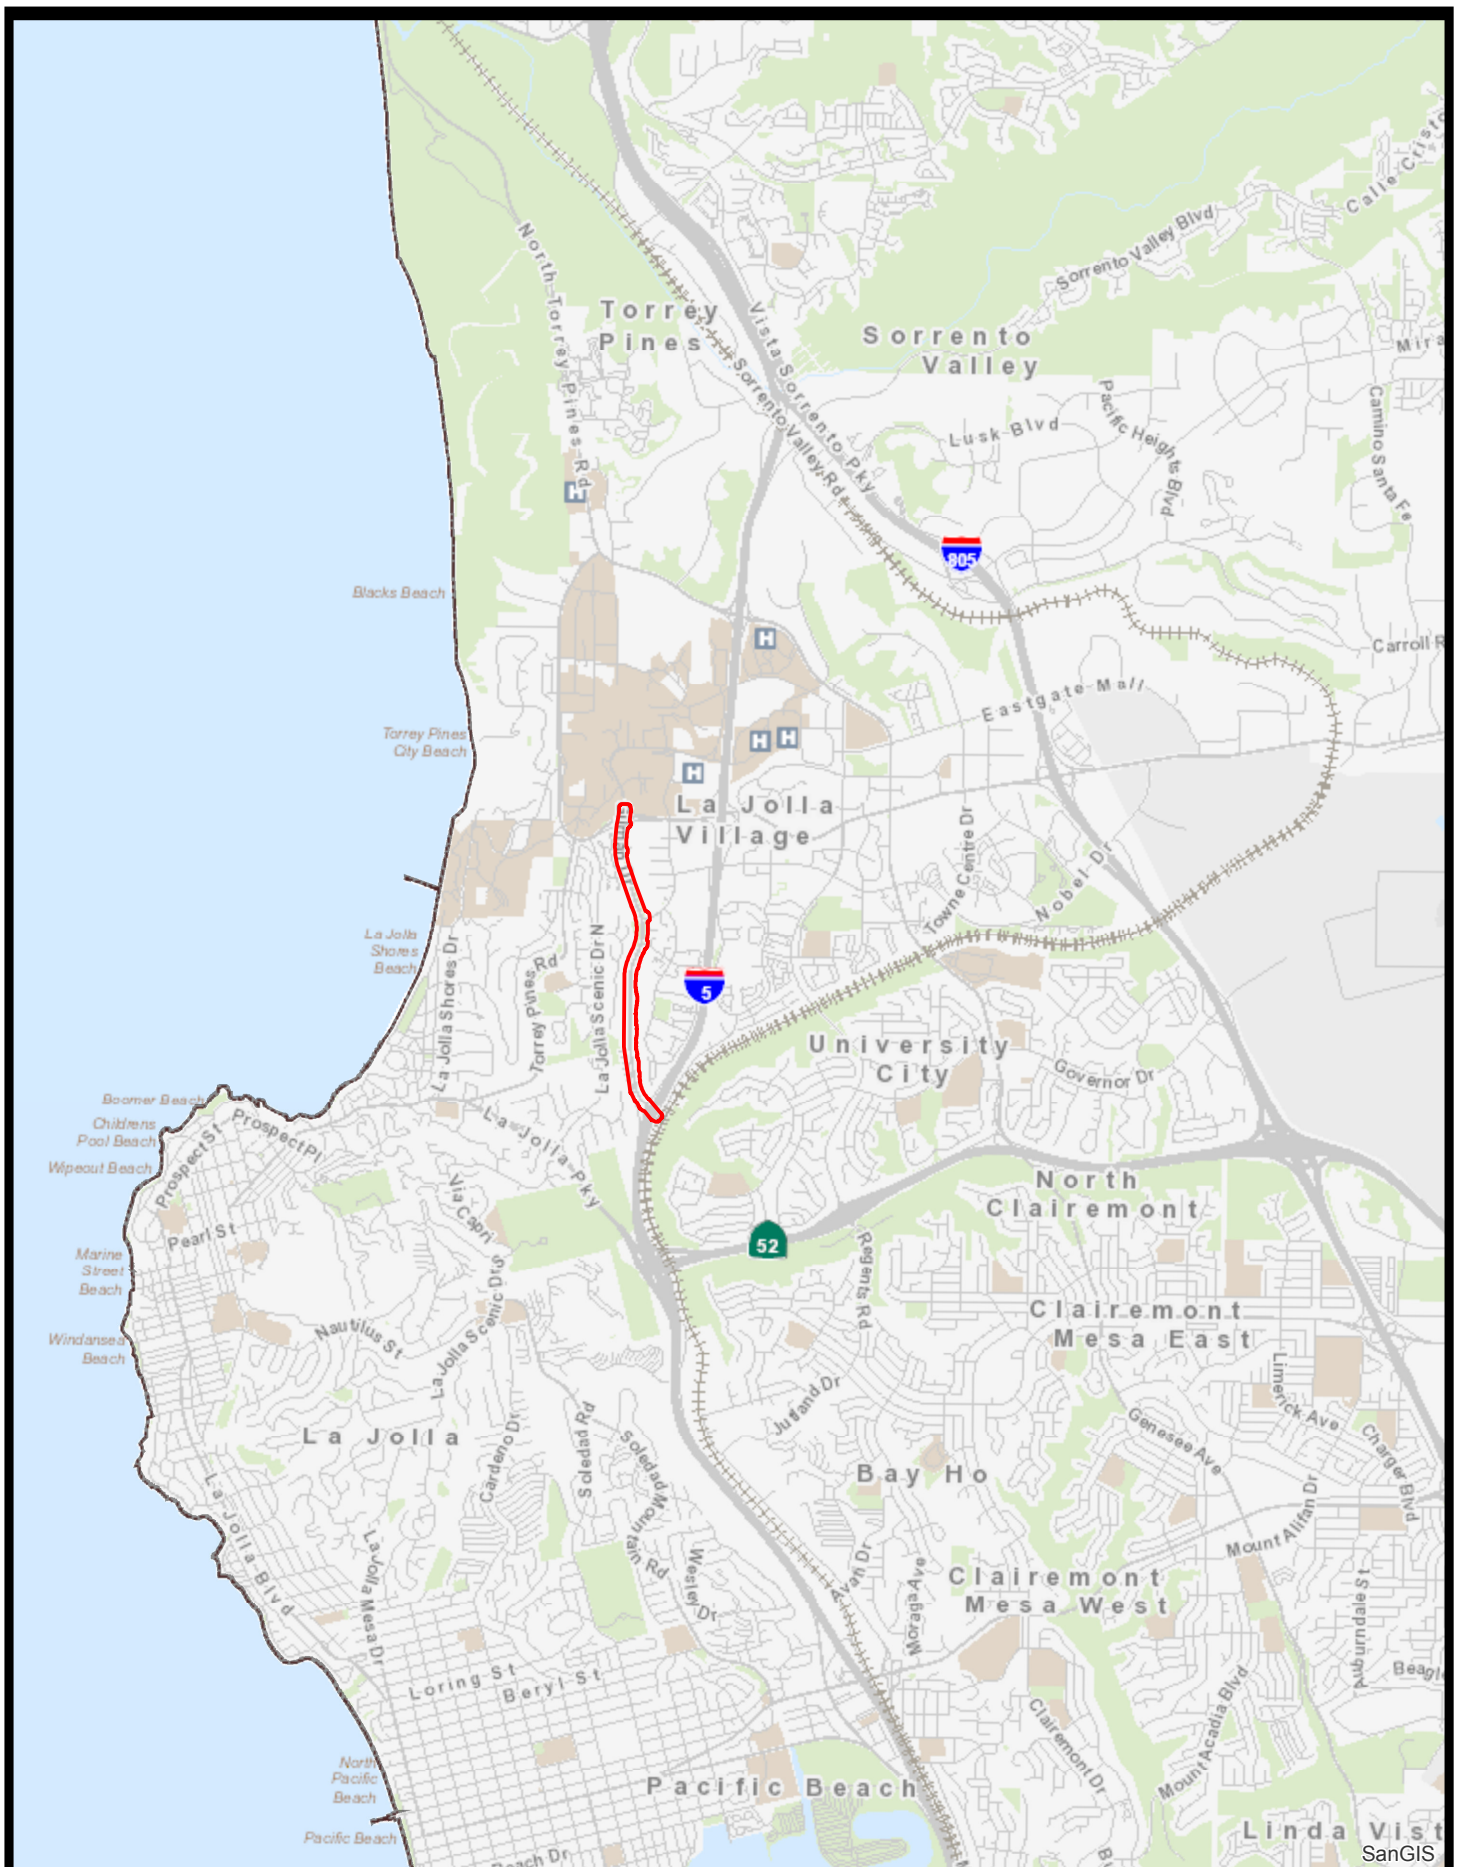 Calle Cristo
Sorrento Valley Blvd
North Torrey Pines Rd
Torrey
Pines
Vista Sorrento Pky
Sorrento
Valley
Mira
Sorrento Valley Rd
Pacific Heights Blvd
Camino Santa Fe
Lusk Blvd
H
805
Blacks Beach
H
Carroll R
Eastgate Mall
Torrey Pines
City Beach
H
H
H
La Jolla
Village
Towne Centre Dr
Nobel Dr
La Jolla
Shores
Beach
La Jolla Shores Dr
Torrey Pines Rd
La Jolla Scenic Dr N
5
University
City
Governor Dr
Boomer Beach
Childrens
Pool Beach
Wipeout Beach
Prospect St
Prospect Pl
La Jolla Pky
Via Capri
North
Clairemont
Pearl St
52
Regents Rd
Marine
Street
Beach
Windansea
Beach
Nautilus St
La Jolla Scenic Dr S
Clairemont
Mesa East
Limerick Ave
Jutland Dr
La Jolla
Cardeno Dr
Soledad Rd
Soledad Mountain Rd
Genesee Ave
Charger Blvd
Bay Ho
La Jolla Blvd
La Jolla Mesa Dr
Wesley Dr
Avati Dr
Moraga Ave
Mount Alifan Dr
Clairemont
Mesa West
Auburndale St
Loring St
Beryl St
Beagle
Clairemont Dr
Mount Acadia Blvd
North
Pacific
Beach
Pacific Beach
Pacific Beach
Linda Vist
SanGIS
each Dr